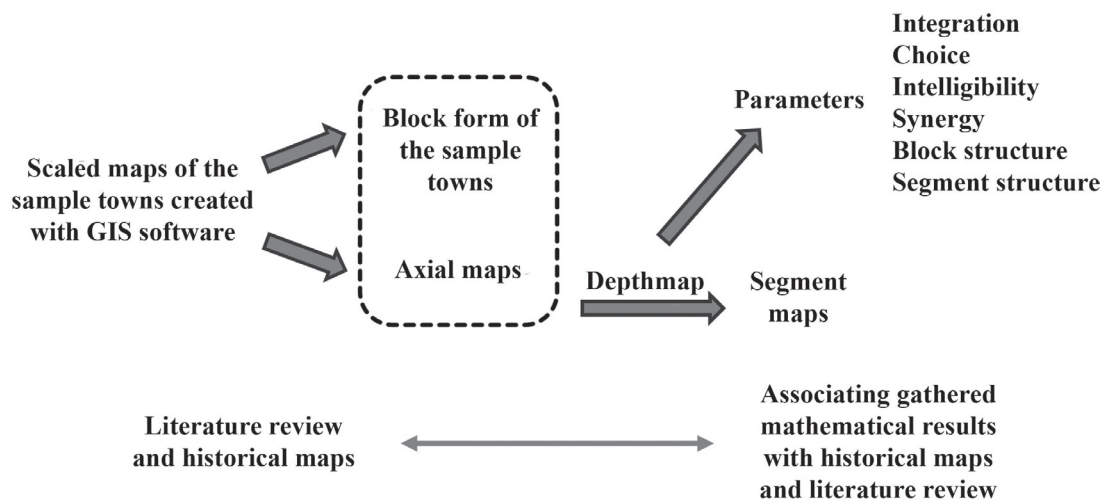 Scaled maps of the
sample towns created
with GIS software
Block form of
the sample
towns
Axial maps
Depthmap
Parameters
Integration
Choice
Intelligibility
Synergy
Block structure
Segment structure
Segment
maps
Literature review
and historical maps
Associating gathered
mathematical results
with historical maps
and literature review